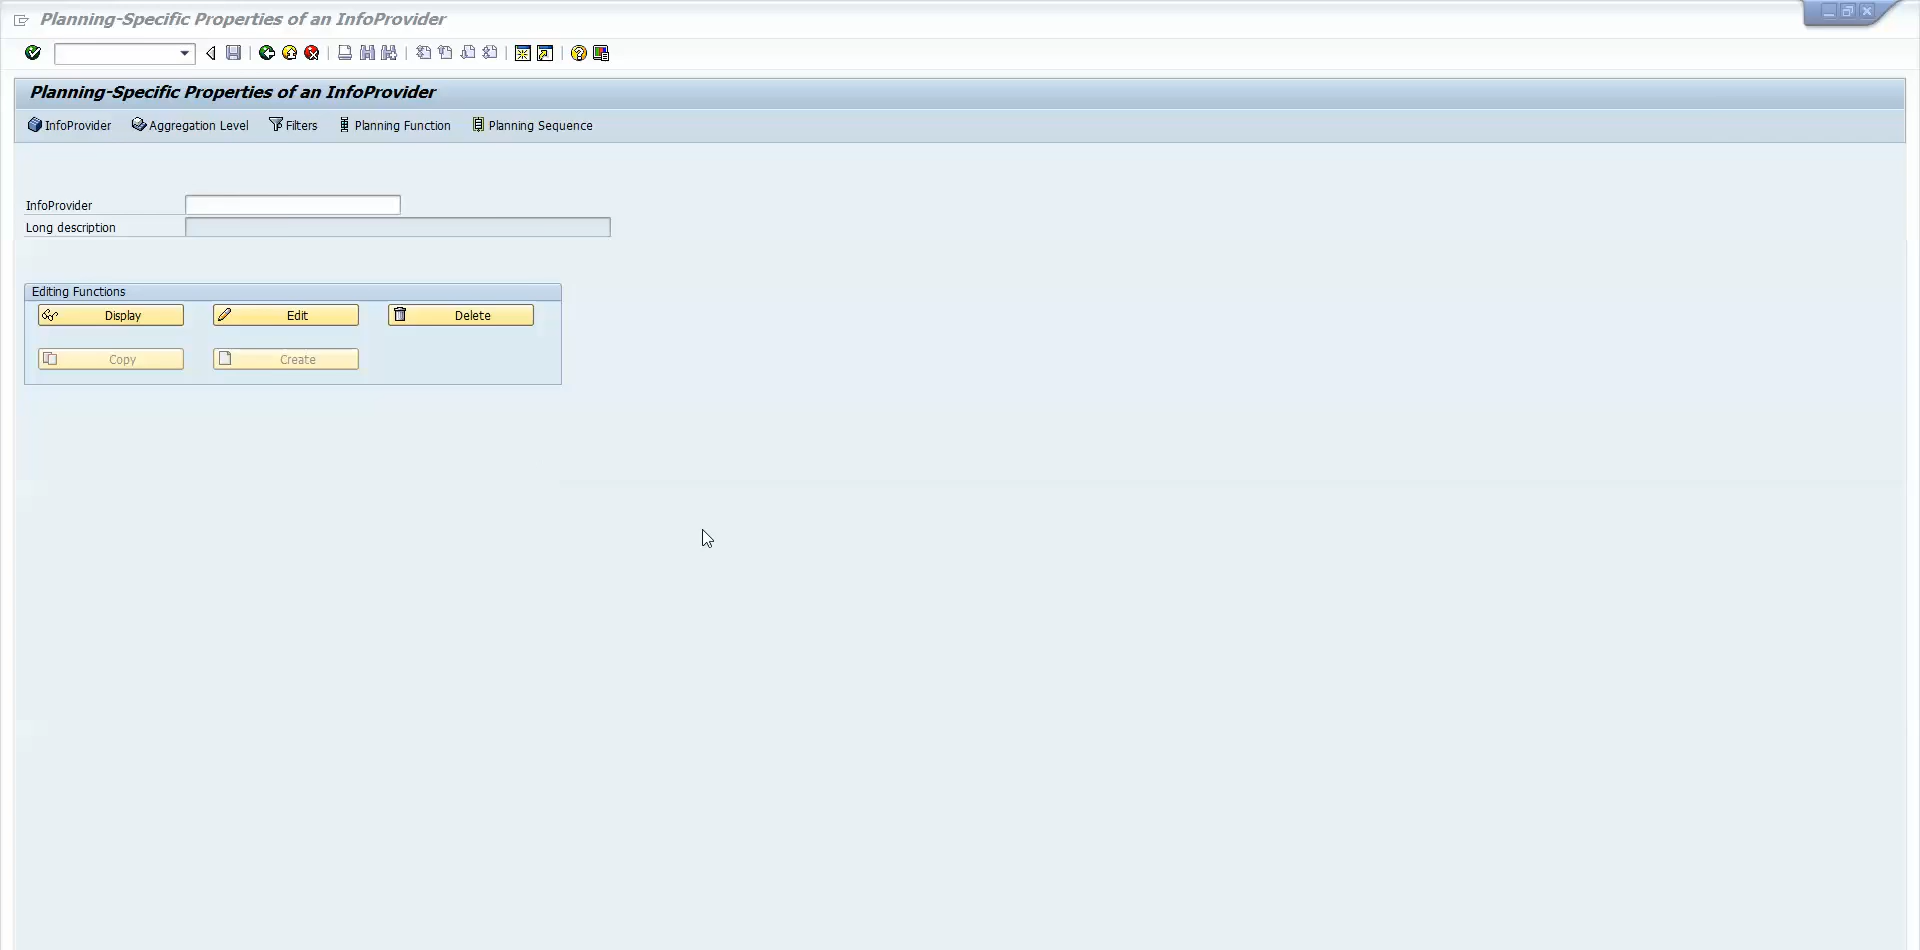 Planning-Specific Properties of an InfoProvider
Planning-Specific Properties of an InfoProvider
InfoProvider Aggregation Level Filters Planning Function Planning Sequence
InfoProvider
Long description
Editing Functions
Display Edit Delete
Copy Create